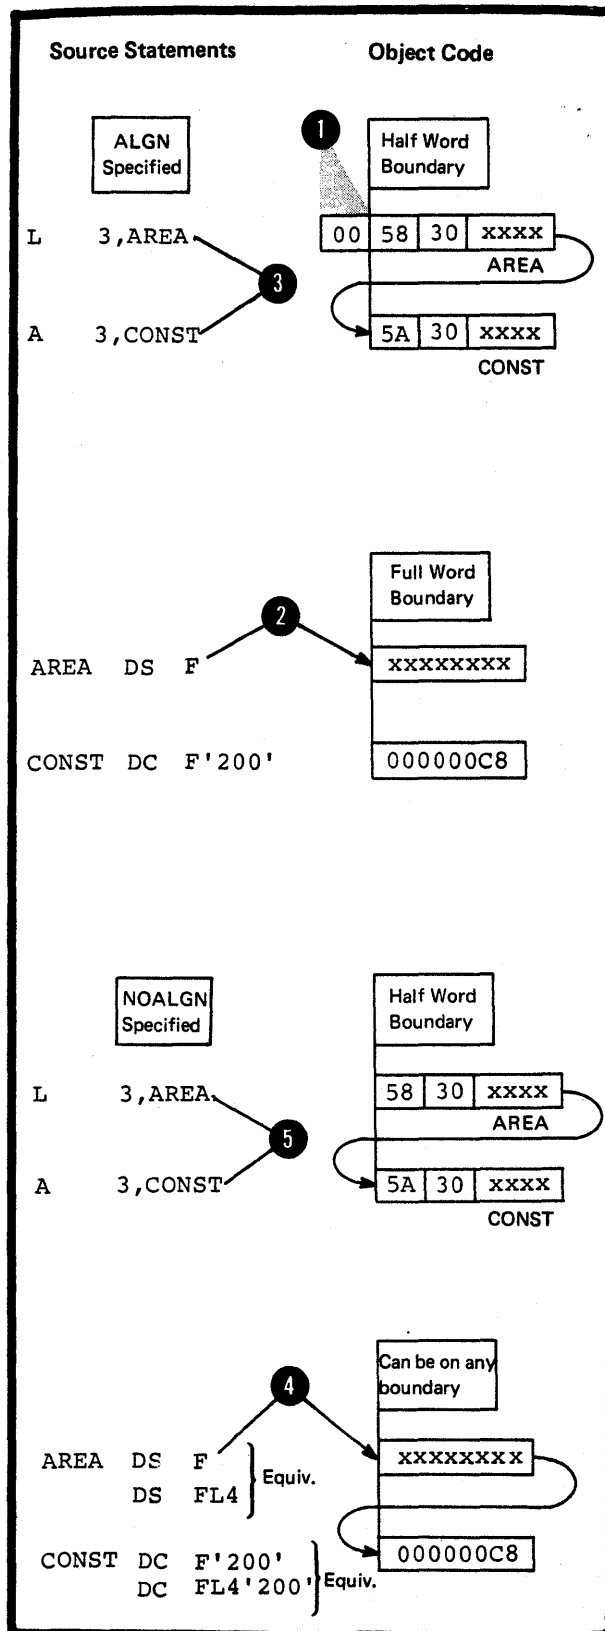 Source Statements Object Code
1
ALGN
Specified
Half Word
Boundary
L 3,AREA 00 58 30 xxxx
AREA
3
A 3,CONST 5A 30 xxxx
CONST
Full Word
Boundary
2
AREA DS F xxxxxxxx
CONST DC F'200' 000000C8
NOALGN
Specified
Half Word
Boundary
L 3,AREA 58 30 xxxx
AREA
5
A 3,CONST 5A 30 xxxx
CONST
Can be on any
boundary
4
AREA DS F xxxxxxxx
DS FL4
Equiv.
CONST DC F'200' 000000C8
DC FL4'200'
Equiv.